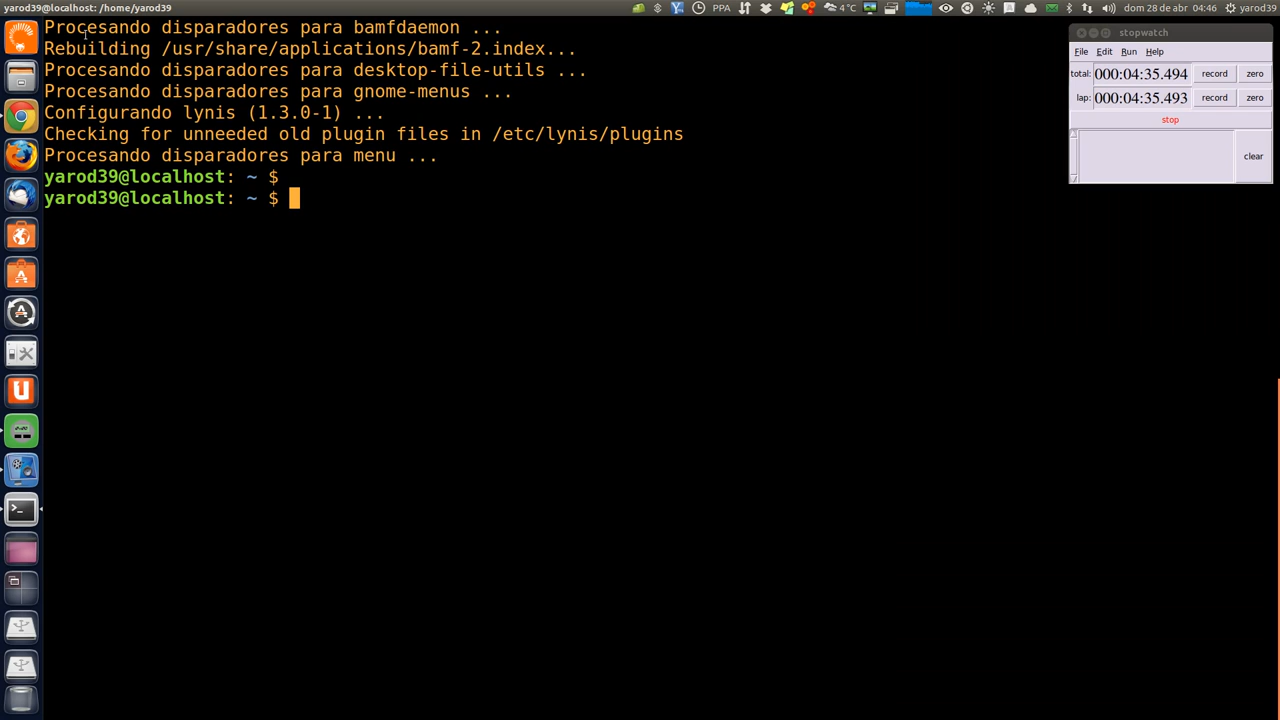 yarod39@localhost: /home/yarod39
PPA
4 °C
dom 28 de abr 04:46
yarod39
Procesando disparadores para bamfdaemon ...
Rebuilding /usr/share/applications/bamf-2.index...
Procesando disparadores para desktop-file-utils ...
Procesando disparadores para gnome-menus ...
Configurando lynis (1.3.0-1) ...
Checking for unneeded old plugin files in /etc/lynis/plugins
Procesando disparadores para menu ...
yarod39@localhost: ~ $
yarod39@localhost: ~ $
stopwatch
File Edit Run Help
total: 000:04:35.494 record zero
lap: 000:04:35.493 record zero
stop
clear